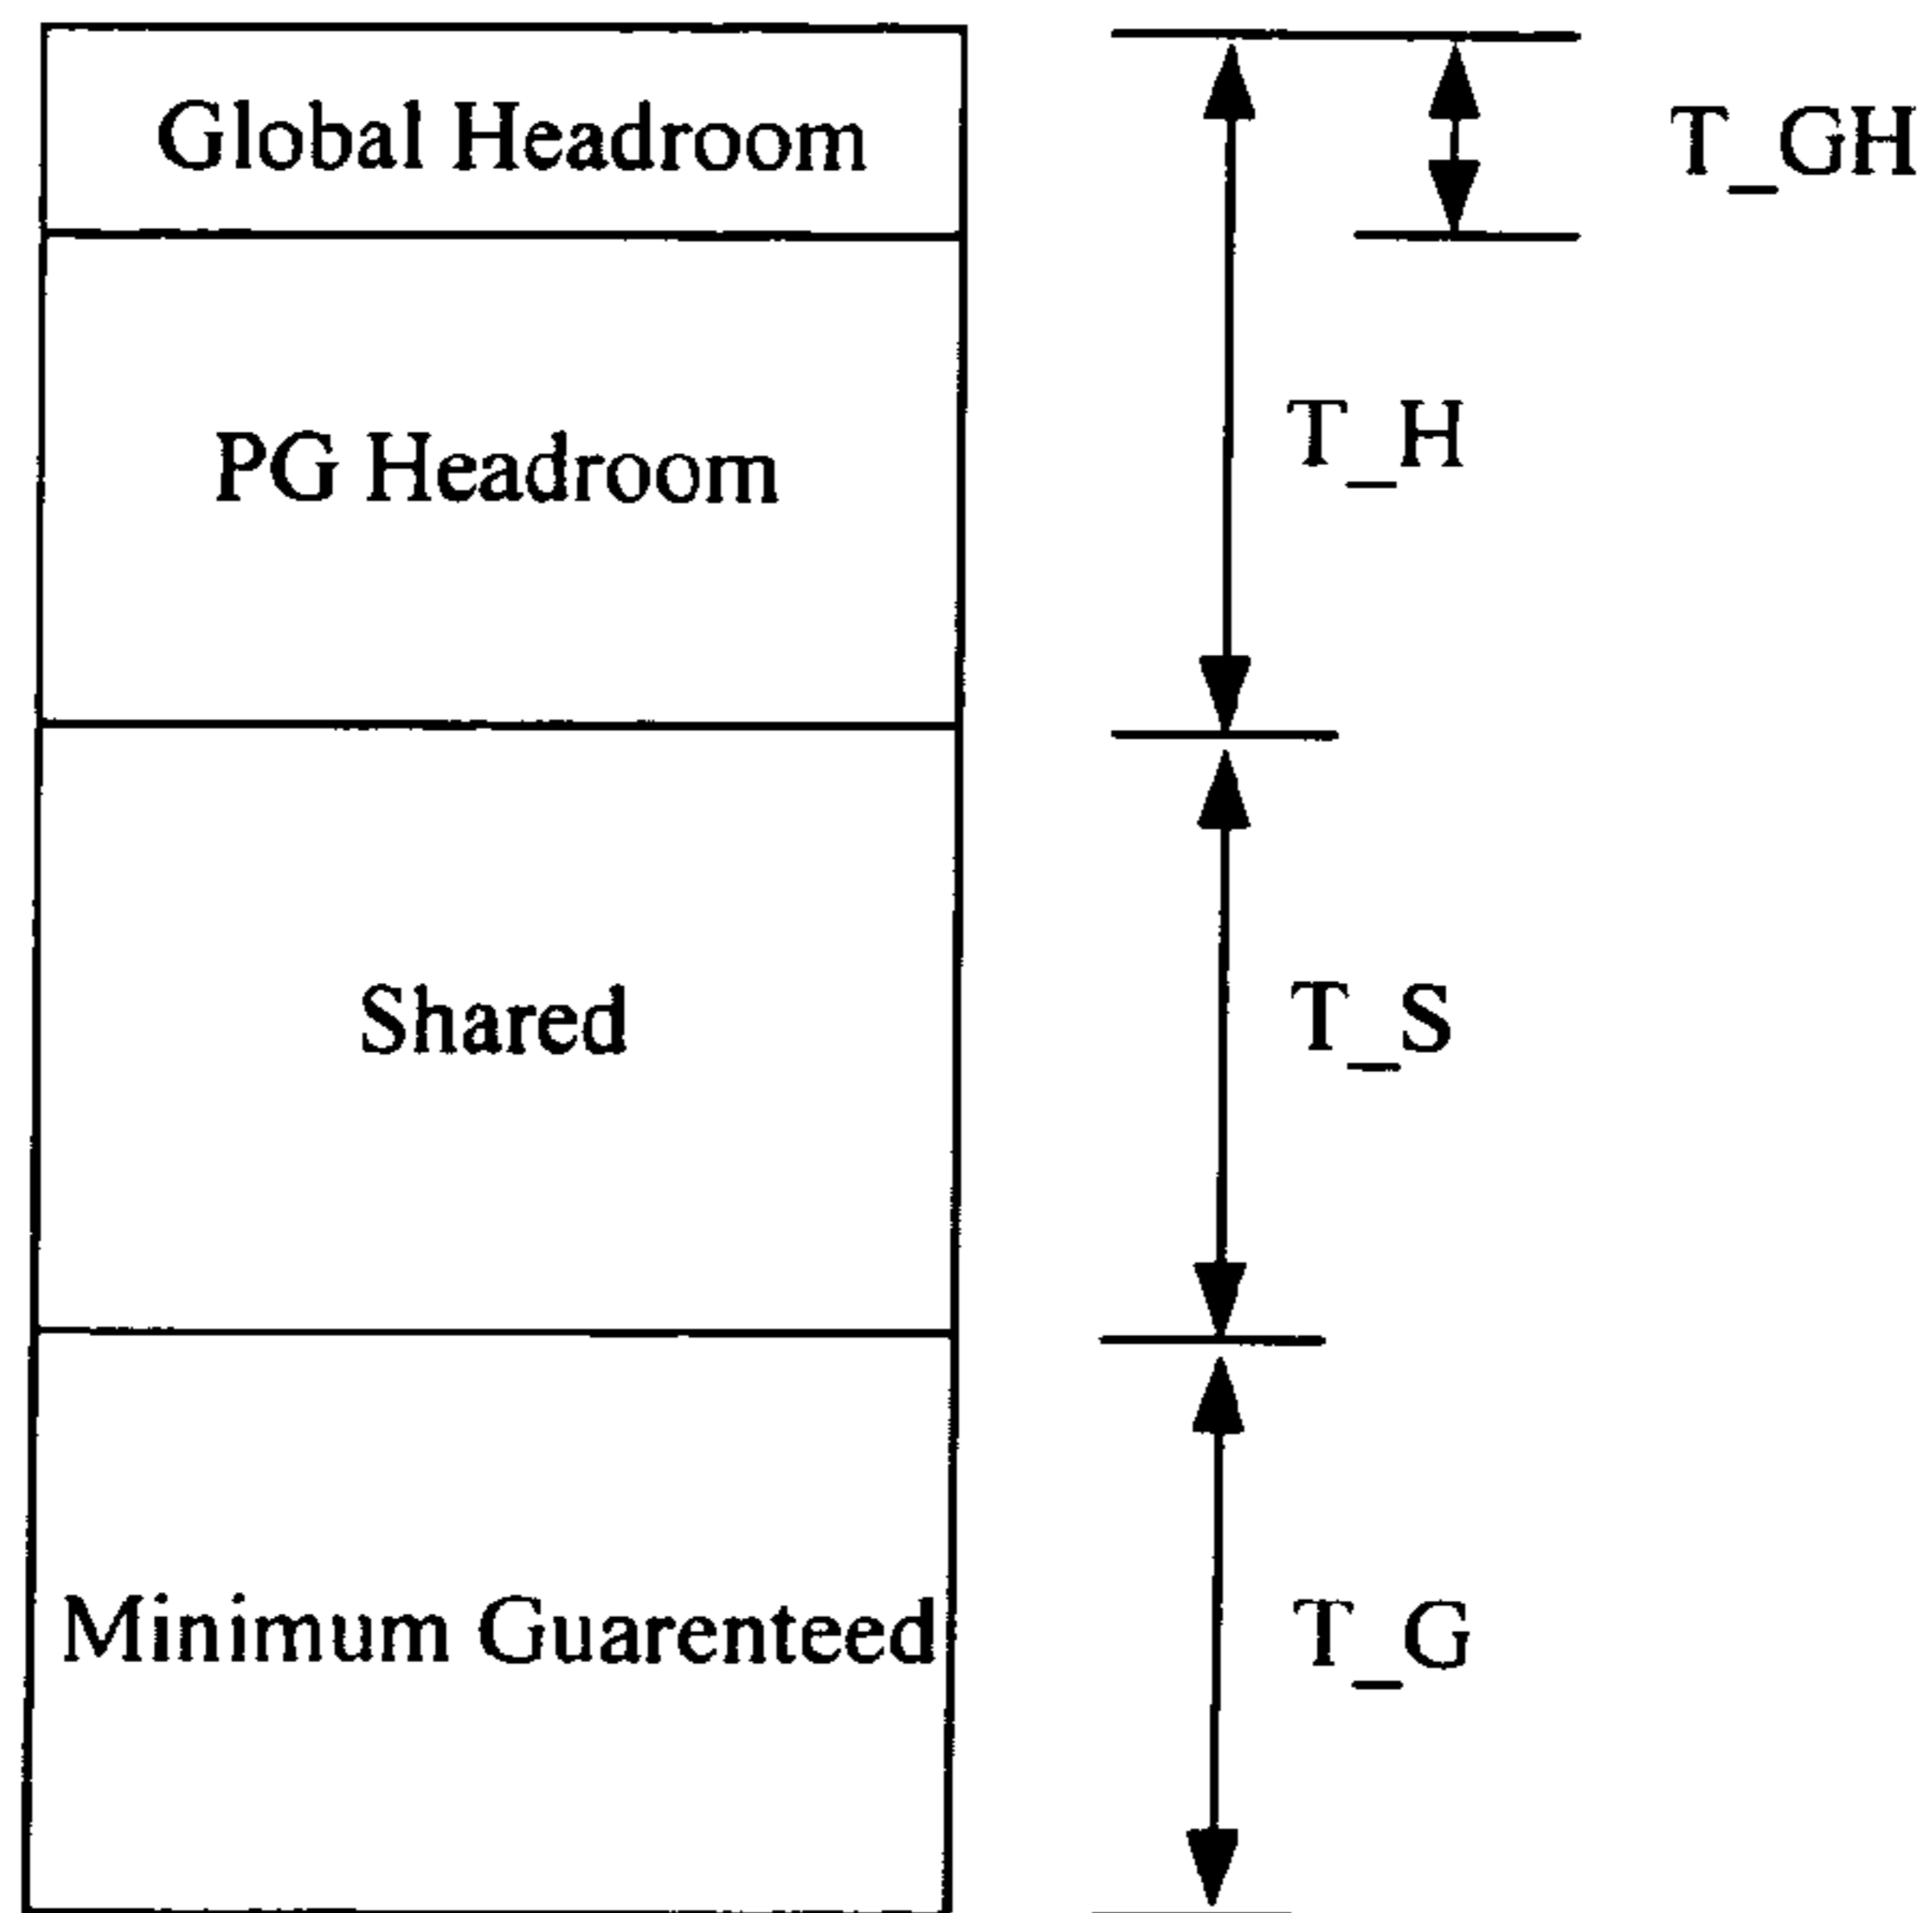 Global Headroom
T_GH
PG Headroom
T_H
Shared
T_S
Minimum Guarenteed
T_G